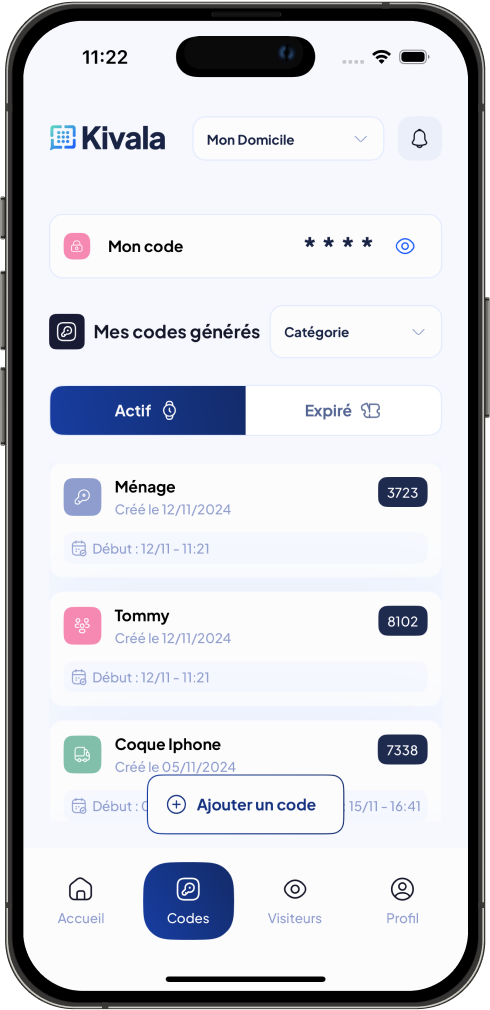 11:22
Kivala
Mon Domicile
Mon code
* * * *
Mes codes générés
Catégorie
Actif
Expiré
Ménage
3723
Créé le 12/11/2024
Début : 12/11 - 11:21
Tommy
8102
Créé le 12/11/2024
Début : 12/11 - 11:21
Coque Iphone
7338
Créé le 05/11/2024
Début : : 15/11 - 16:41
Ajouter un code
Accueil
Codes
Visiteurs
Profil